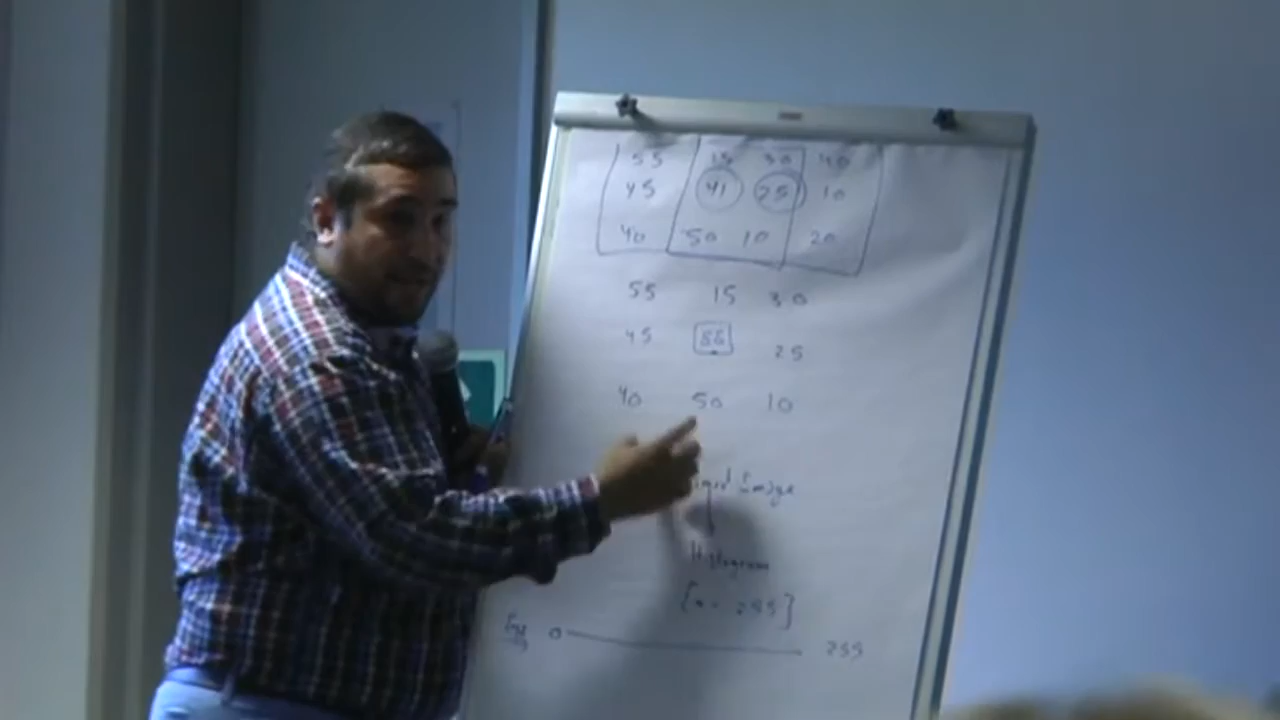 55 15 30 40
45 41 25 10
40 50 10 20
55 15 30
45 55 25
40 50 10
Image
Histogram
[0 - 255]
0 255